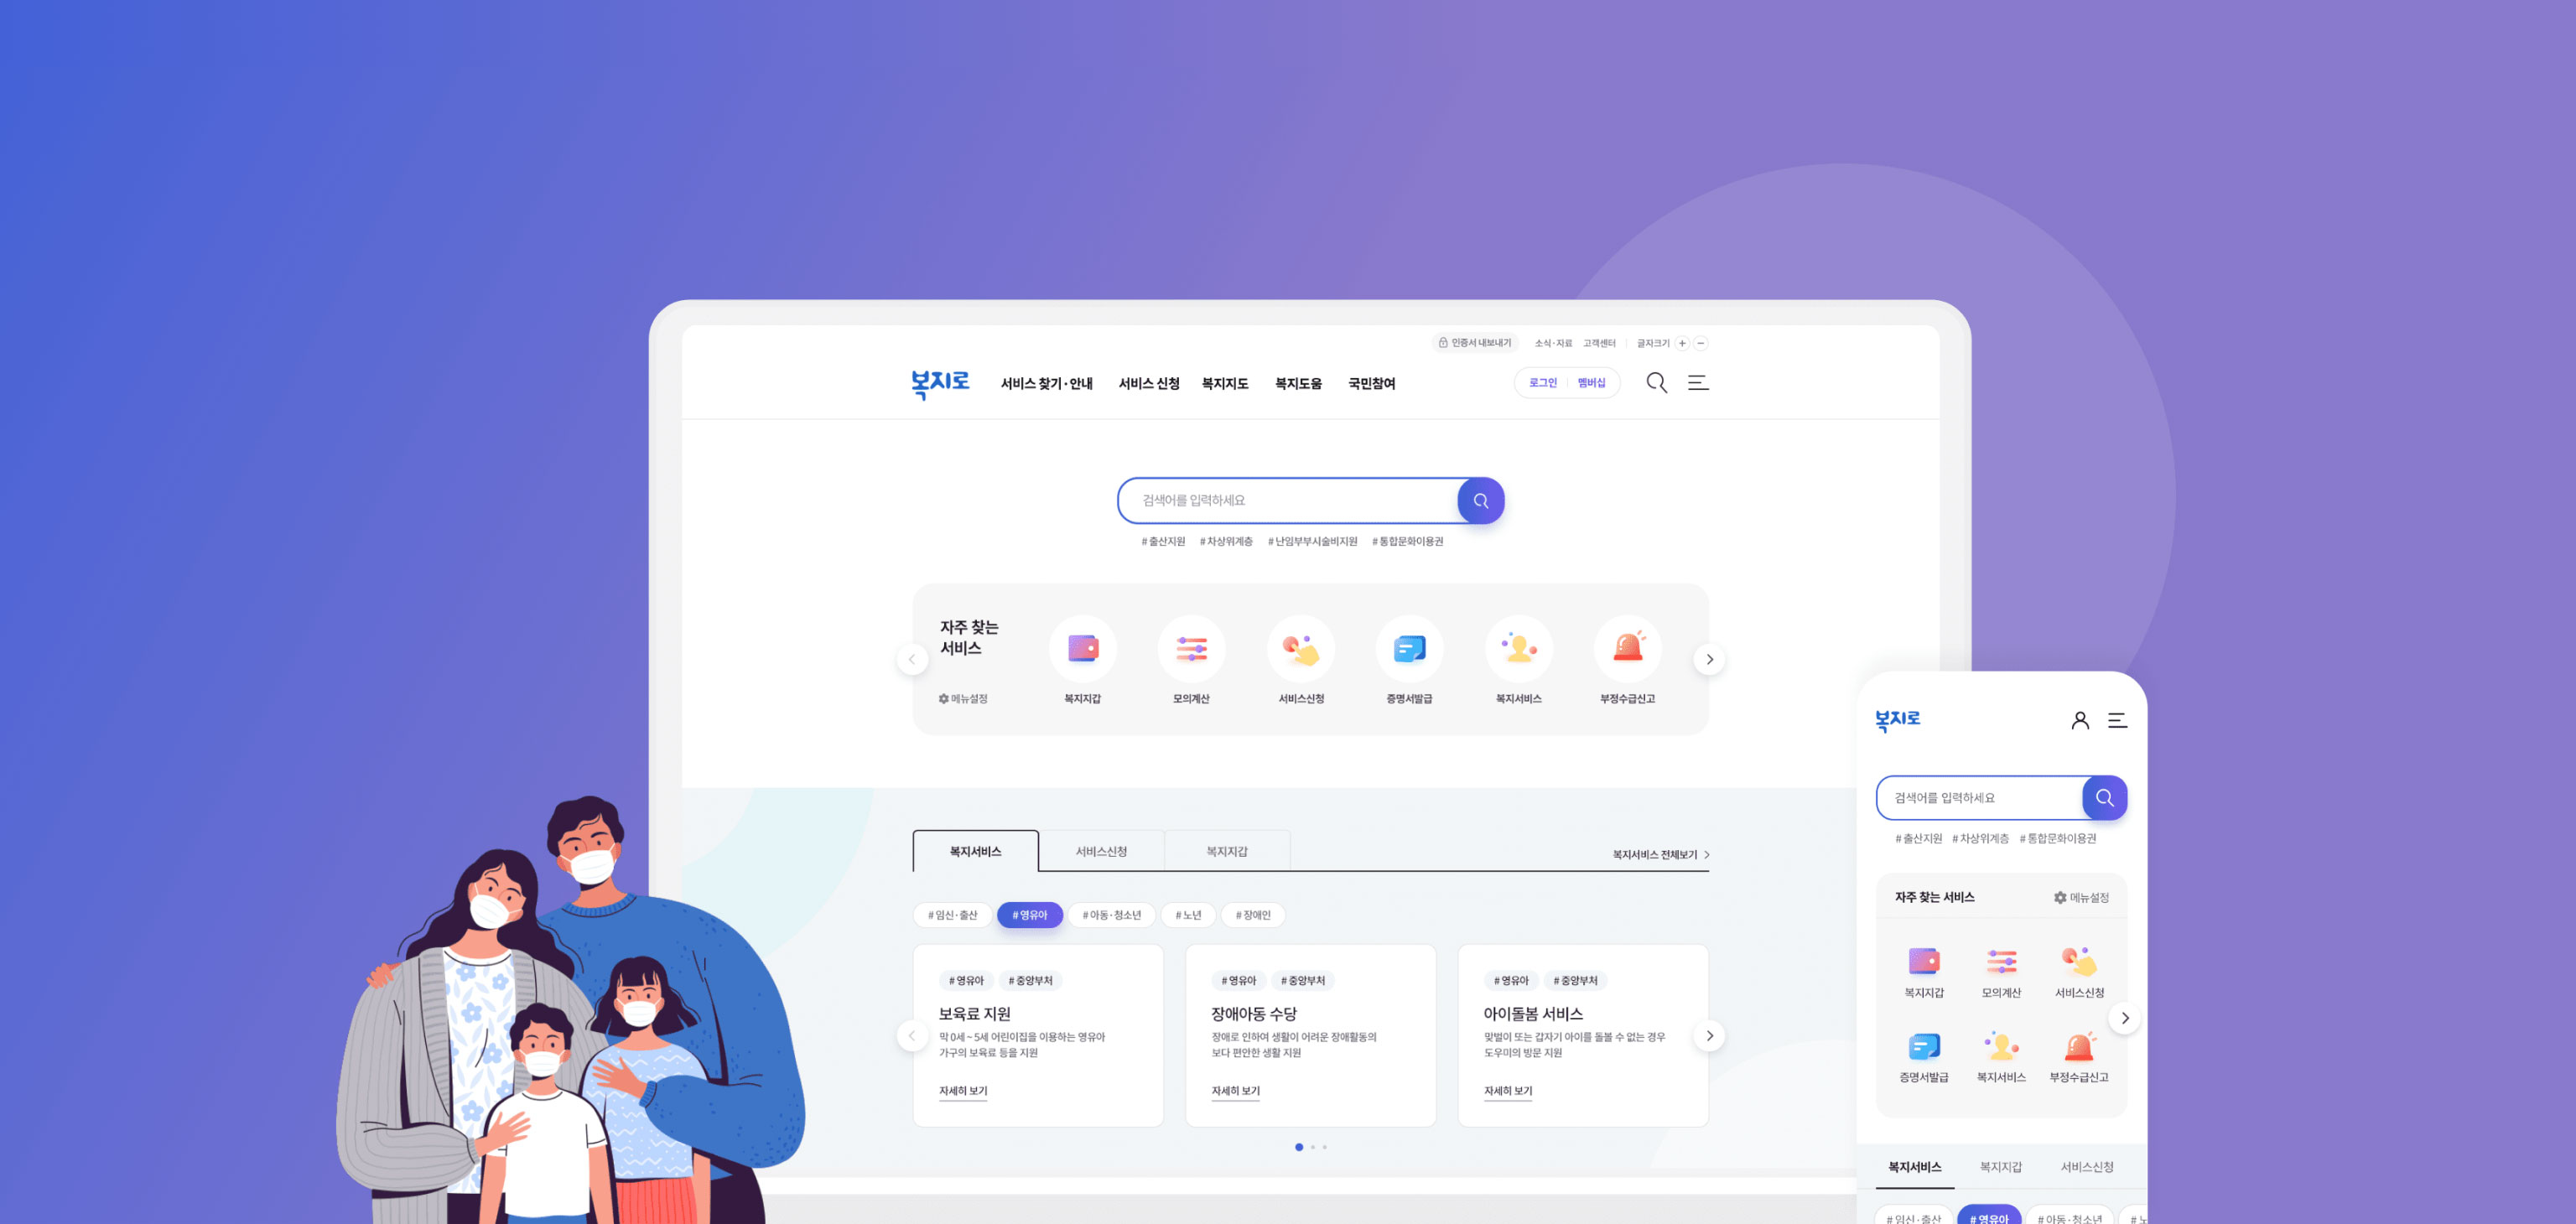 인증서 내보내기 소식·자료 고객센터 글자크기
복지로 서비스 찾기·안내 서비스 신청 복지지도 복지도움 국민참여 로그인 멤버십
검색어를 입력하세요
#출산지원 #차상위계층 #난임부부시술비지원 #통합문화이용권
자주 찾는
서비스
메뉴설정
복지지갑 모의계산 서비스신청 증명서발급 복지서비스 부정수급신고
복지서비스 서비스신청 복지지갑 복지서비스 전체보기
#임신·출산 #영유아 #아동·청소년 #노년 #장애인
#영유아 #중앙부처
보육료 지원
막 0세 ~ 5세 어린이집을 이용하는 영유아
가구의 보육료 등을 지원
자세히 보기
#영유아 #중앙부처
장애아동 수당
장애로 인하여 생활이 어려운 장애활동의
보다 편안한 생활 지원
자세히 보기
#영유아 #중앙부처
아이돌봄 서비스
맞벌이 또는 갑자기 아이를 돌볼 수 없는 경우
도우미의 방문 지원
자세히 보기
복지로
검색어를 입력하세요
#출산지원 #차상위계층 #통합문화이용권
자주 찾는 서비스 메뉴설정
복지지갑 모의계산 서비스신청
증명서발급 복지서비스 부정수급신고
복지서비스 복지지갑 서비스신청
#임신·출산 #영유아 #아동·청소년